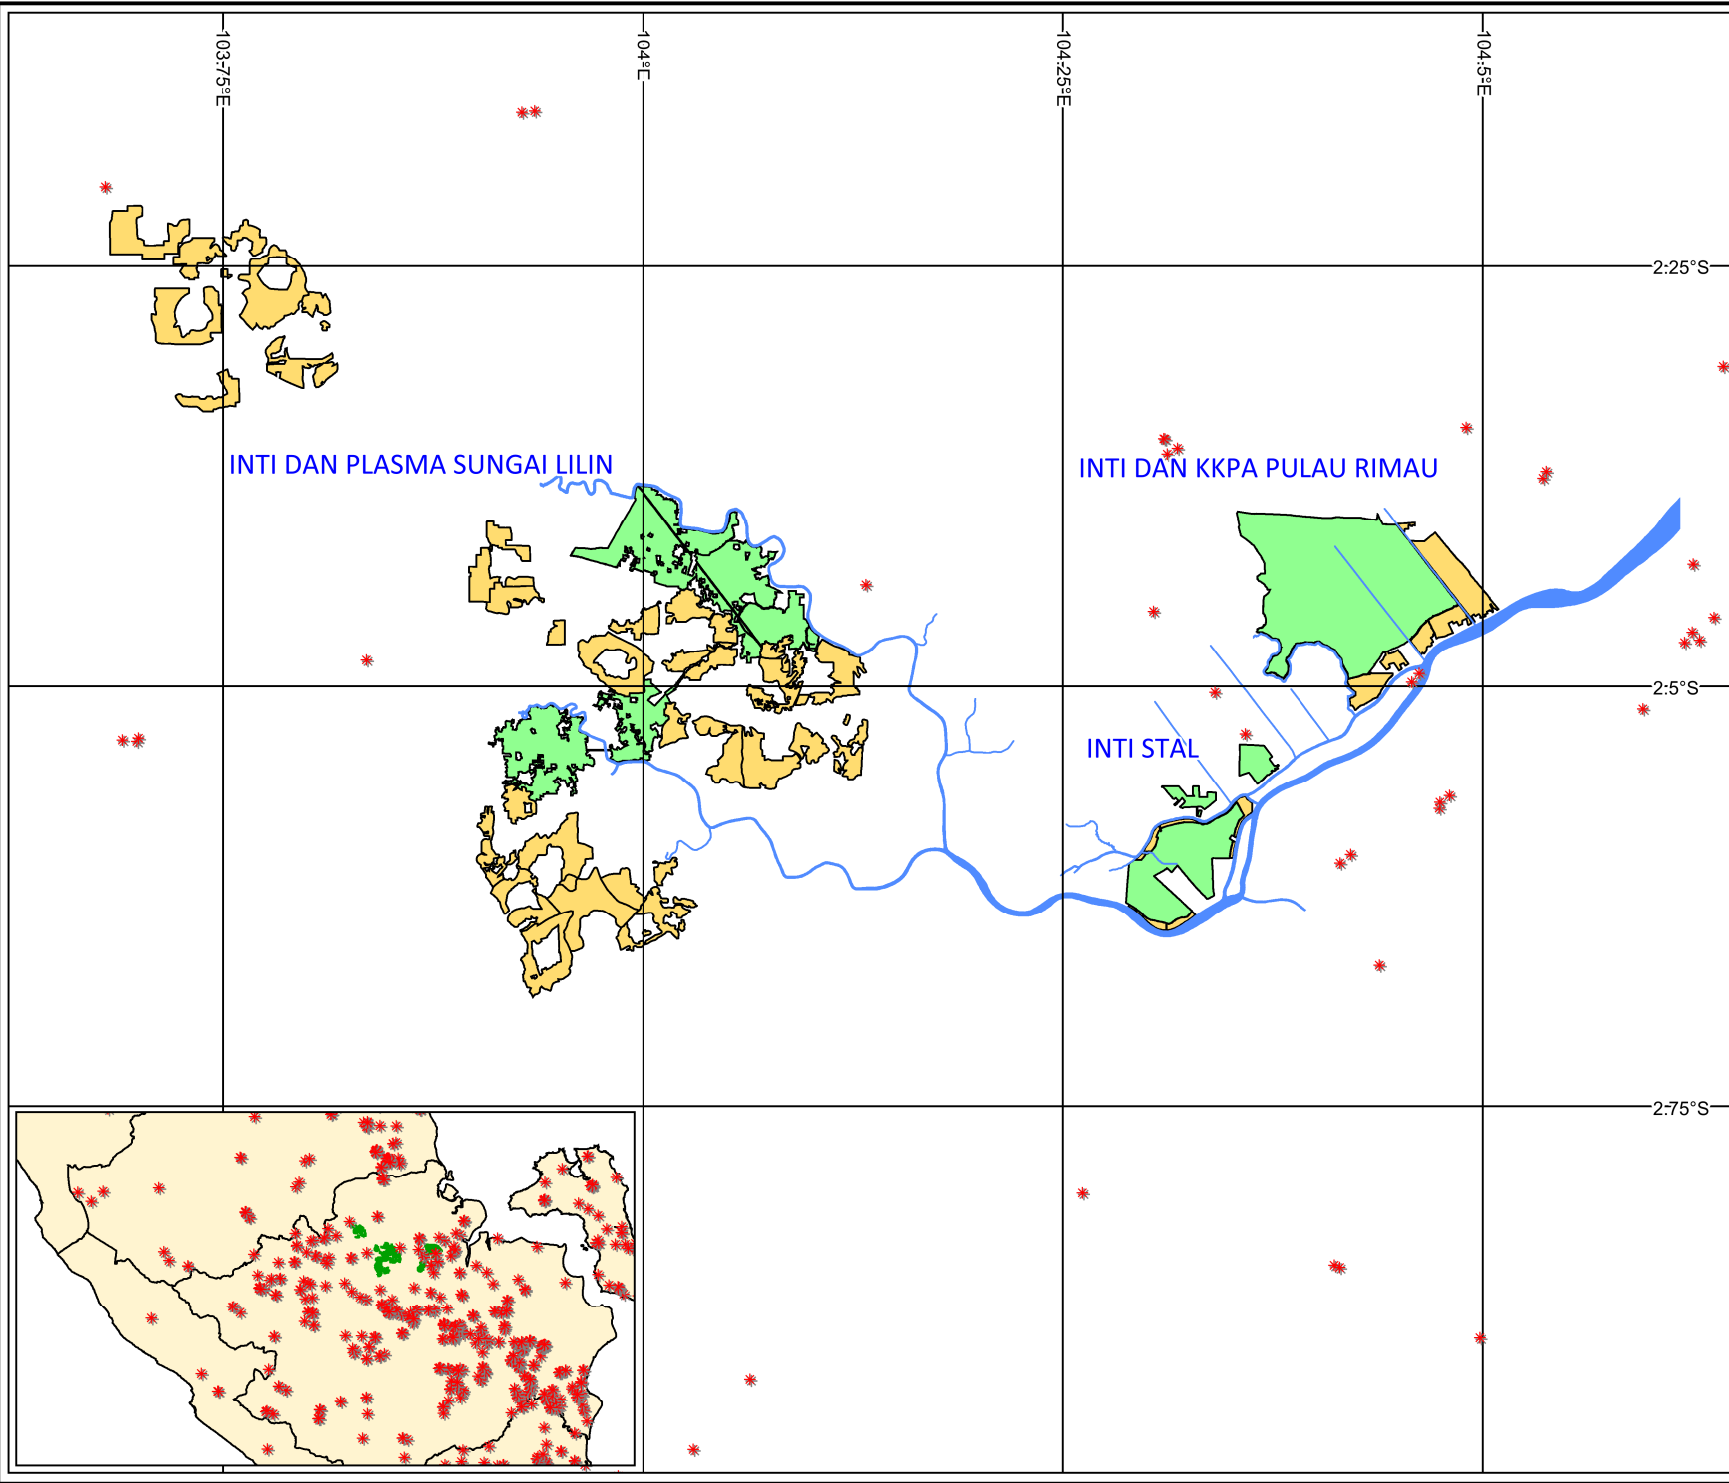 103.75°E
104°E
104.25°E
104.5°E
2.25°S
INTI DAN PLASMA SUNGAI LILIN
INTI DAN KKPA PULAU RIMAU
2.5°S
INTI STAL
2.75°S